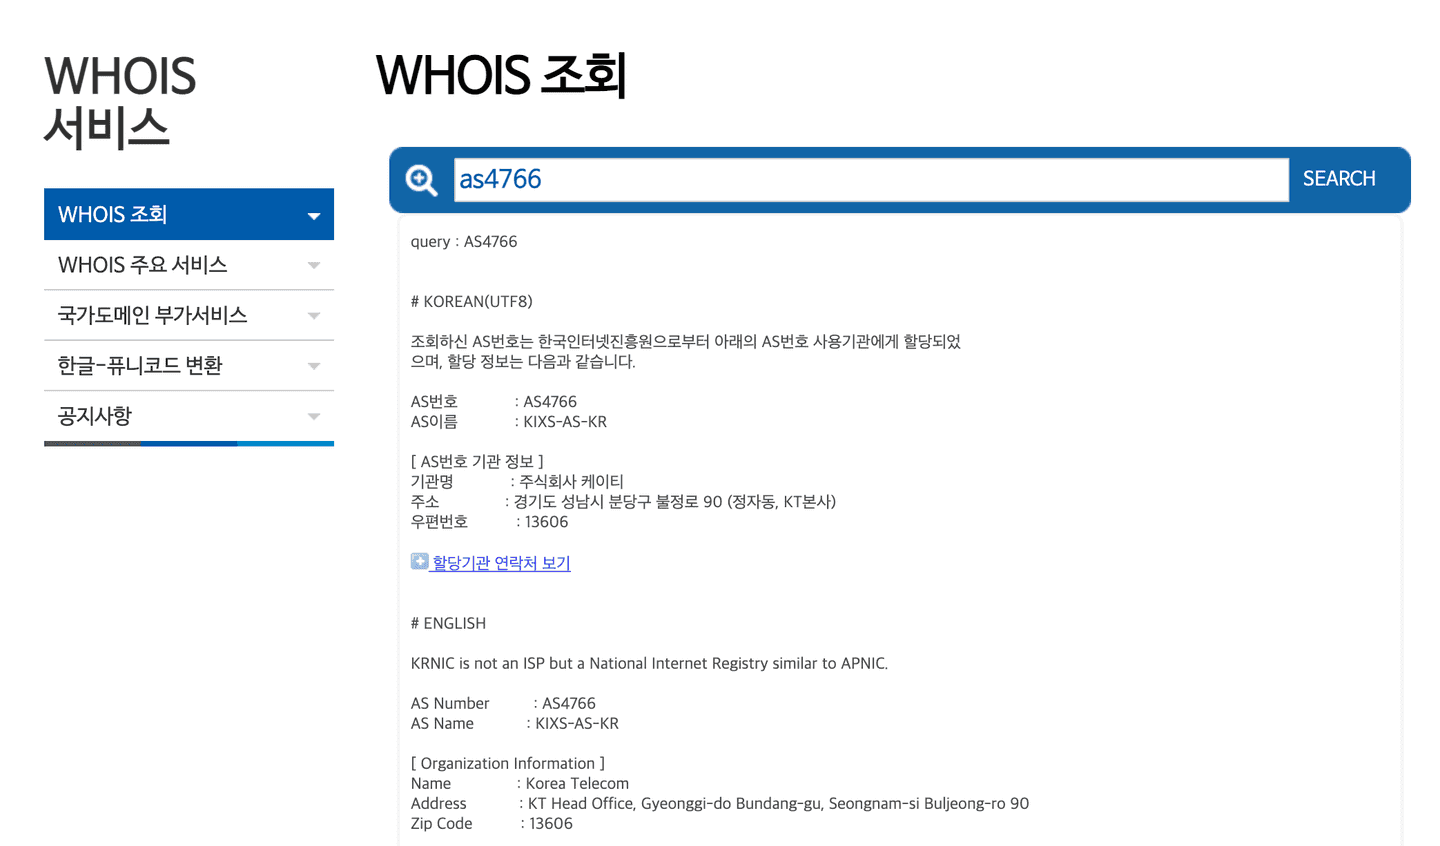 WHOIS
서비스
WHOIS 조회
WHOIS 주요 서비스
국가도메인 부가서비스
한글-퓨니코드 변환
공지사항
WHOIS 조회
as4766 SEARCH
query : AS4766
# KOREAN(UTF8)
조회하신 AS번호는 한국인터넷진흥원으로부터 아래의 AS번호 사용기관에게 할당되었
으며, 할당 정보는 다음과 같습니다.
AS번호 : AS4766
AS이름 : KIXS-AS-KR
[ AS번호 기관 정보 ]
기관명 : 주식회사 케이티
주소 : 경기도 성남시 분당구 불정로 90 (정자동, KT본사)
우편번호 : 13606
할당기관 연락처 보기
# ENGLISH
KRNIC is not an ISP but a National Internet Registry similar to APNIC.
AS Number : AS4766
AS Name : KIXS-AS-KR
[ Organization Information ]
Name : Korea Telecom
Address : KT Head Office, Gyeonggi-do Bundang-gu, Seongnam-si Buljeong-ro 90
Zip Code : 13606